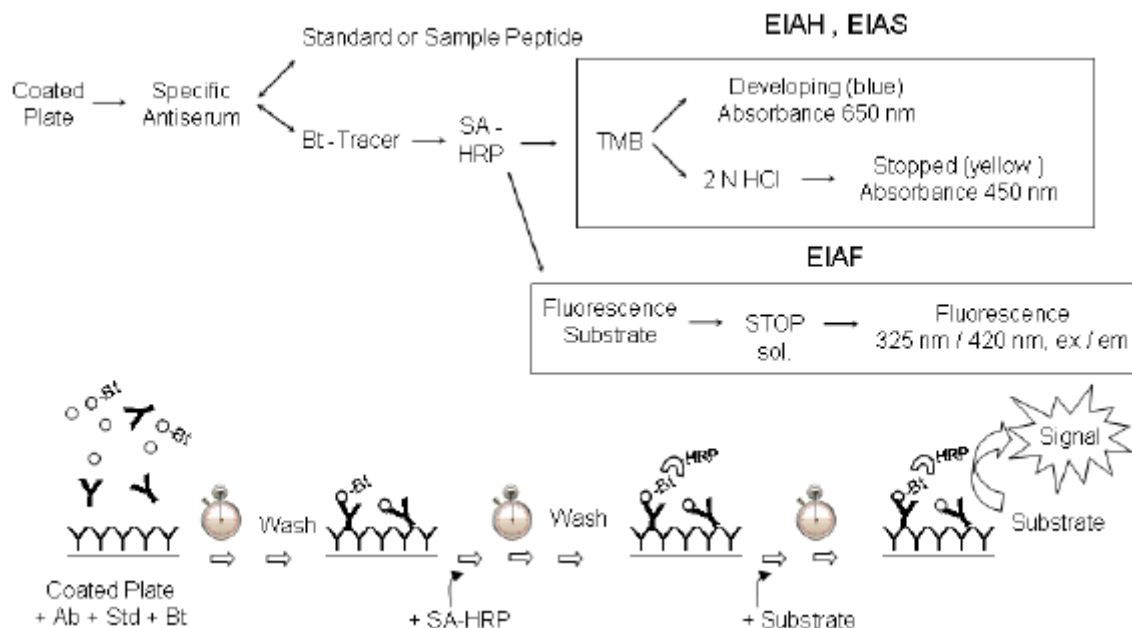 EIAH , EIAS
Standard or Sample Peptide
Coated
Plate
Specific
Antiserum
Bt - Tracer
SA -
HRP
TMB
Developing (blue)
Absorbance 650 nm
2 N HCl
Stopped (yellow )
Absorbance 450 nm
EIAF
Fluorescence
Substrate
STOP
sol.
Fluorescence
325 nm / 420 nm, ex / em
-Bt
-Bt
Wash
-Bt
Wash
HRP
-Bt
HRP
-Bt
Signal
Substrate
Coated Plate
+ Ab + Std + Bt
+ SA-HRP
+ Substrate